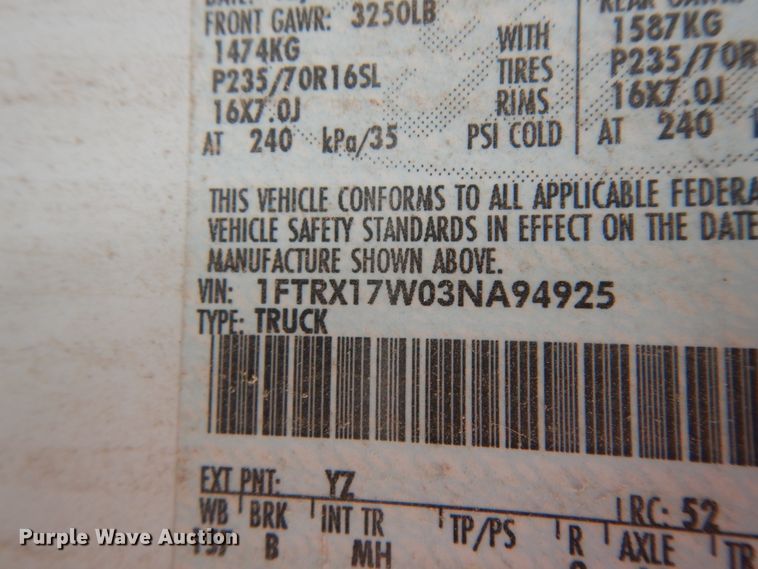 FRONT GAWR: 3250LB
1474KG WITH 1587KG
P235/70R16SL TIRES P235/70R
16X7.0J RIMS 16X7.0J
AT 240 kPa/35 PSI COLD AT 240
THIS VEHICLE CONFORMS TO ALL APPLICABLE FEDERA
VEHICLE SAFETY STANDARDS IN EFFECT ON THE DATE
MANUFACTURE SHOWN ABOVE.
VIN: 1FTRX17W03NA94925
TYPE: TRUCK
EXT PNT: YZ RC: 52
WB BRK INT TR TP/PS R AXLE TR
B MH
Purple Wave Auction